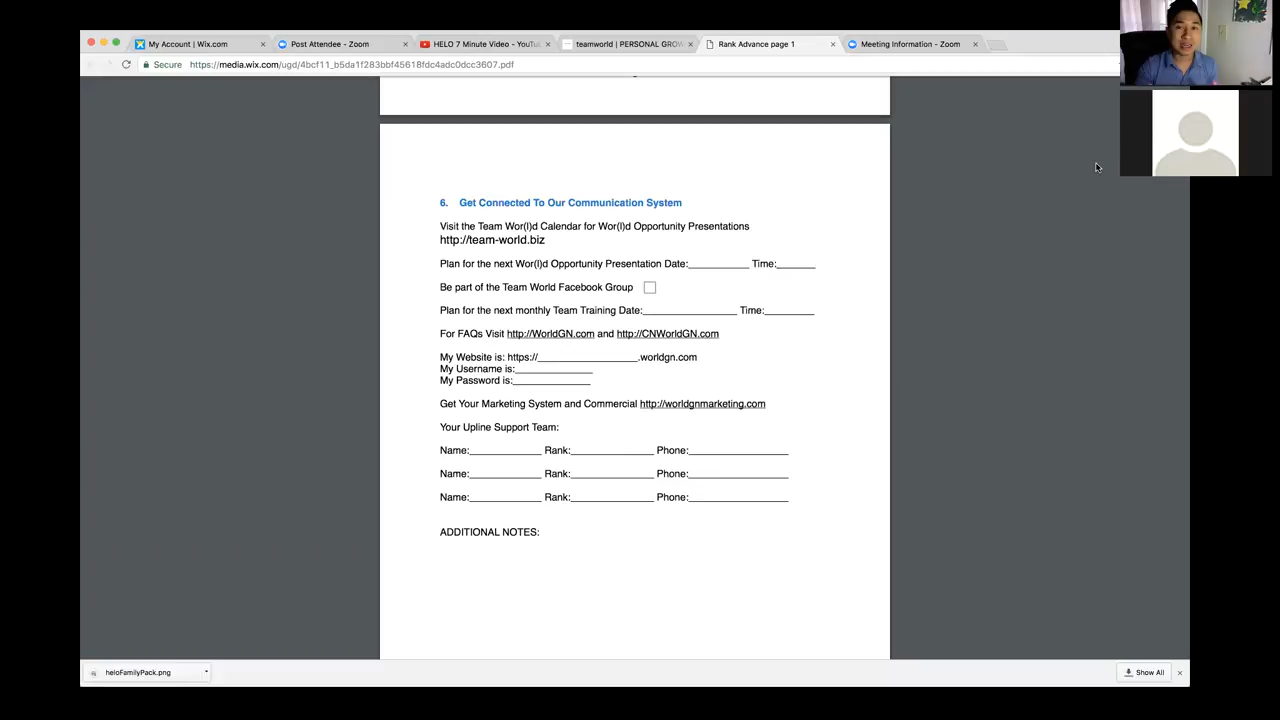 My Account | Wix.com
Post Attendee - Zoom
HELO 7 Minute Video - YouTu
teamworld | PERSONAL GROW
Rank Advance page 1
Meeting Information - Zoom
Secure https://media.wix.com/ugd/4bcf11_b5da1f283bbf45618fdc4adc0dcc3607.pdf
6. Get Connected To Our Communication System
Visit the Team Wor(l)d Calendar for Wor(l)d Opportunity Presentations
http://team-world.biz
Plan for the next Wor(l)d Opportunity Presentation Date:___________ Time:_______
Be part of the Team World Facebook Group
Plan for the next monthly Team Training Date:_________________ Time:_________
For FAQs Visit http://WorldGN.com and http://CNWorldGN.com
My Website is: https://__________________.worldgn.com
My Username is:______________
My Password is:______________
Get Your Marketing System and Commercial http://worldgnmarketing.com
Your Upline Support Team:
Name:_____________ Rank:_______________ Phone:__________________
Name:_____________ Rank:_______________ Phone:__________________
Name:_____________ Rank:_______________ Phone:__________________
ADDITIONAL NOTES:
heloFamilyPack.png
Show All